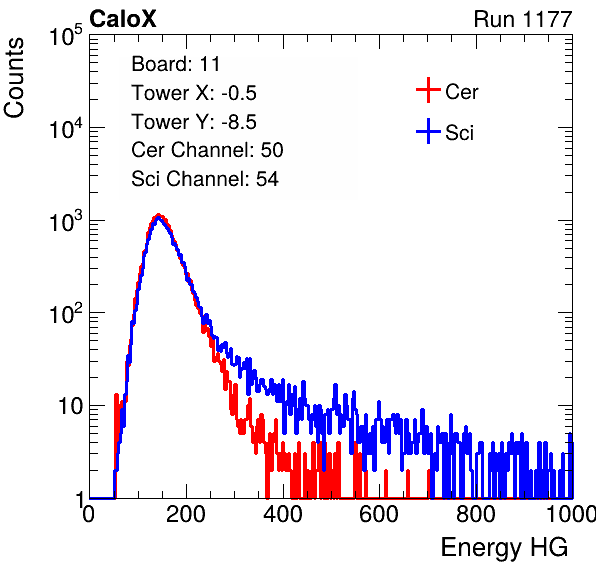 CaloX Run 1177
Counts
Board: 11
Tower X: -0.5
Tower Y: -8.5
Cer Channel: 50
Sci Channel: 54
Cer
Sci
10^5
10^4
10^3
10^2
10
1
0 200 400 600 800 1000
Energy HG